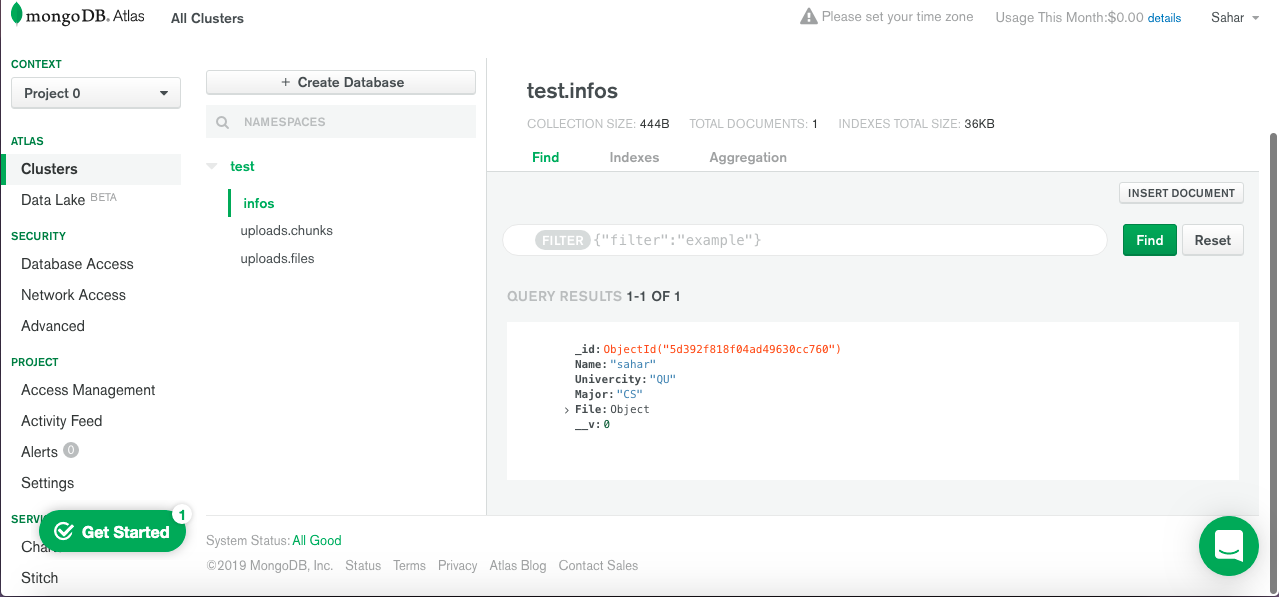 mongoDB. Atlas
All Clusters
Please set your time zone
Usage This Month:$0.00 details
Sahar
CONTEXT
Project 0
ATLAS
Clusters
Data Lake BETA
SECURITY
Database Access
Network Access
Advanced
PROJECT
Access Management
Activity Feed
Alerts 0
Settings
Get Started 1
Stitch
+ Create Database
NAMESPACES
test
infos
uploads.chunks
uploads.files
test.infos
COLLECTION SIZE: 444B TOTAL DOCUMENTS: 1 INDEXES TOTAL SIZE: 36KB
Find Indexes Aggregation
INSERT DOCUMENT
FILTER {"filter":"example"}
Find Reset
QUERY RESULTS 1-1 OF 1
_id:ObjectId("5d392f818f04ad49630cc760")
Name:"sahar"
Univercity:"QU"
Major:"CS"
File:Object
__v:0
System Status: All Good
©2019 MongoDB, Inc. Status Terms Privacy Atlas Blog Contact Sales